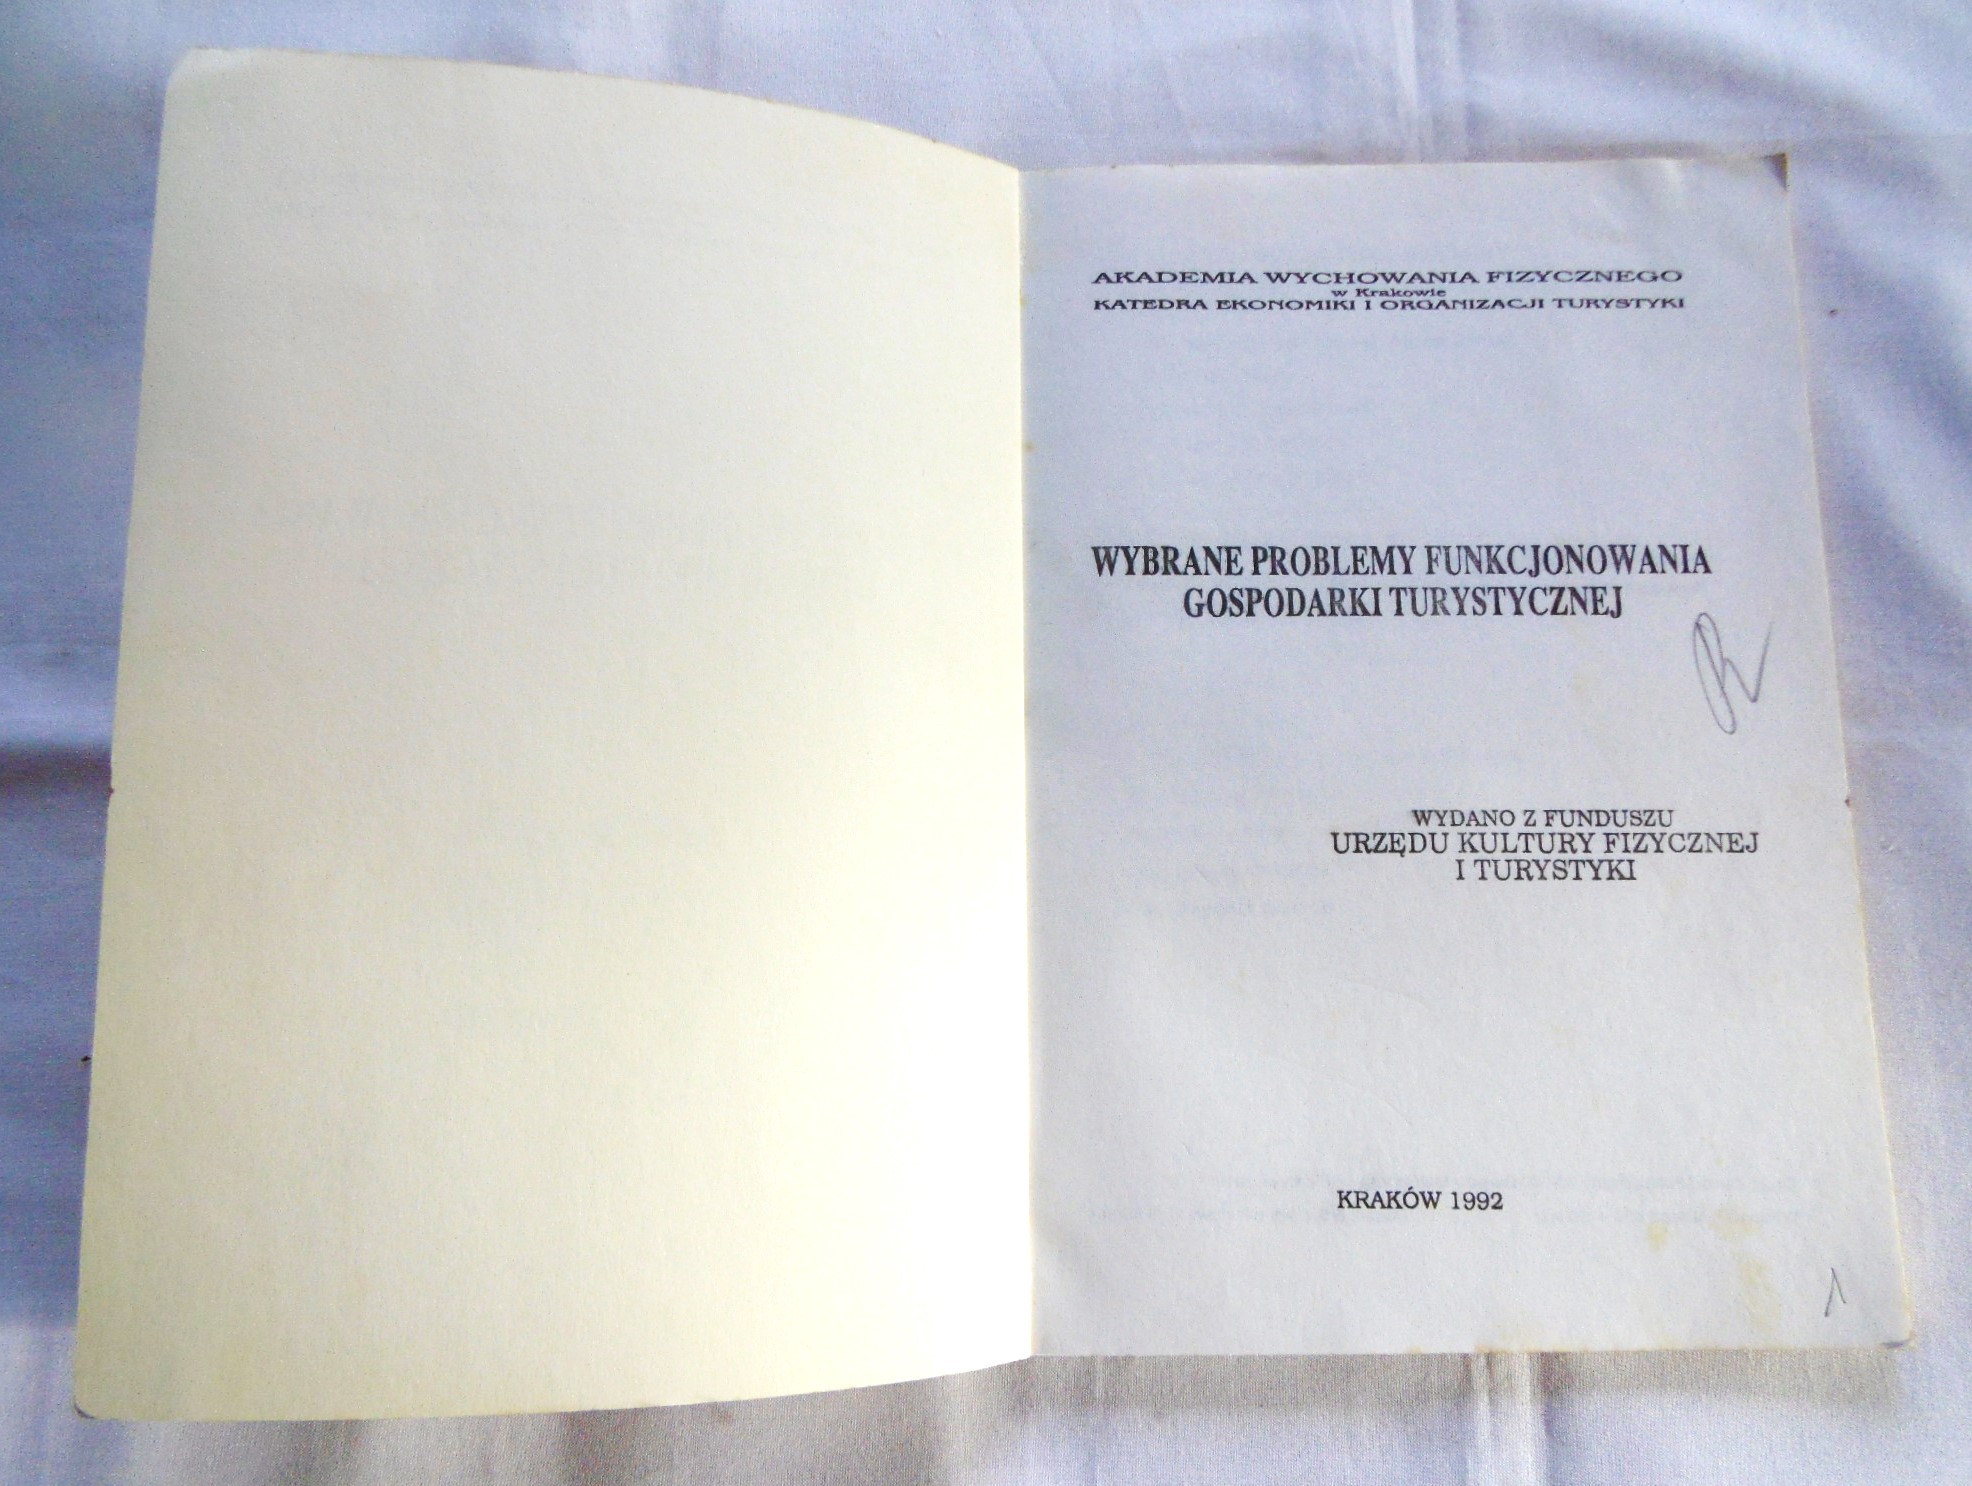 AKADEMIA WYCHOWANIA FIZYCZNEGO
w Krakowie
KATEDRA EKONOMIKI I ORGANIZACJI TURYSTYKI
WYBRANE PROBLEMY FUNKCJONOWANIA
GOSPODARKI TURYSTYCZNEJ
WYDANO Z FUNDUSZU
URZĘDU KULTURY FIZYCZNEJ
I TURYSTYKI
KRAKÓW 1992
1